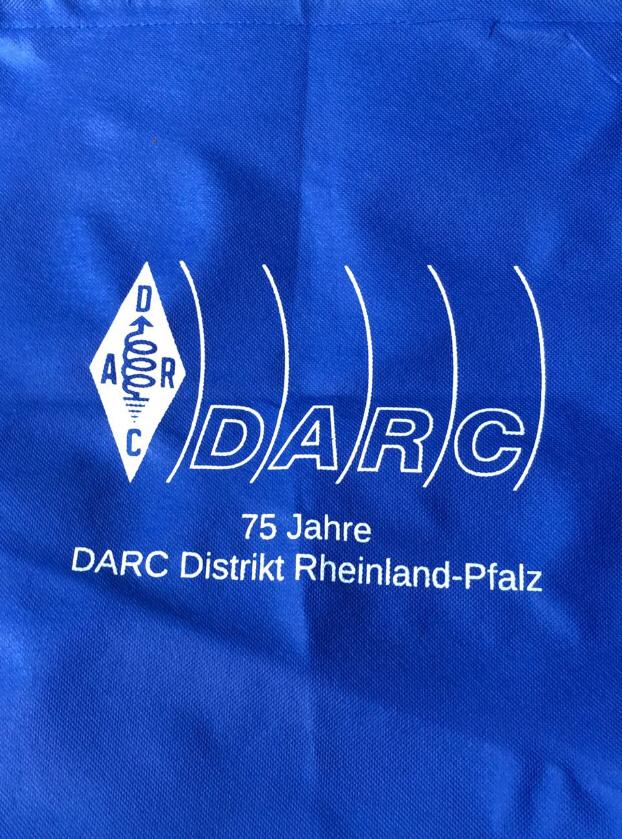 D
A R
C
DARC
75 Jahre
DARC Distrikt Rheinland-Pfalz